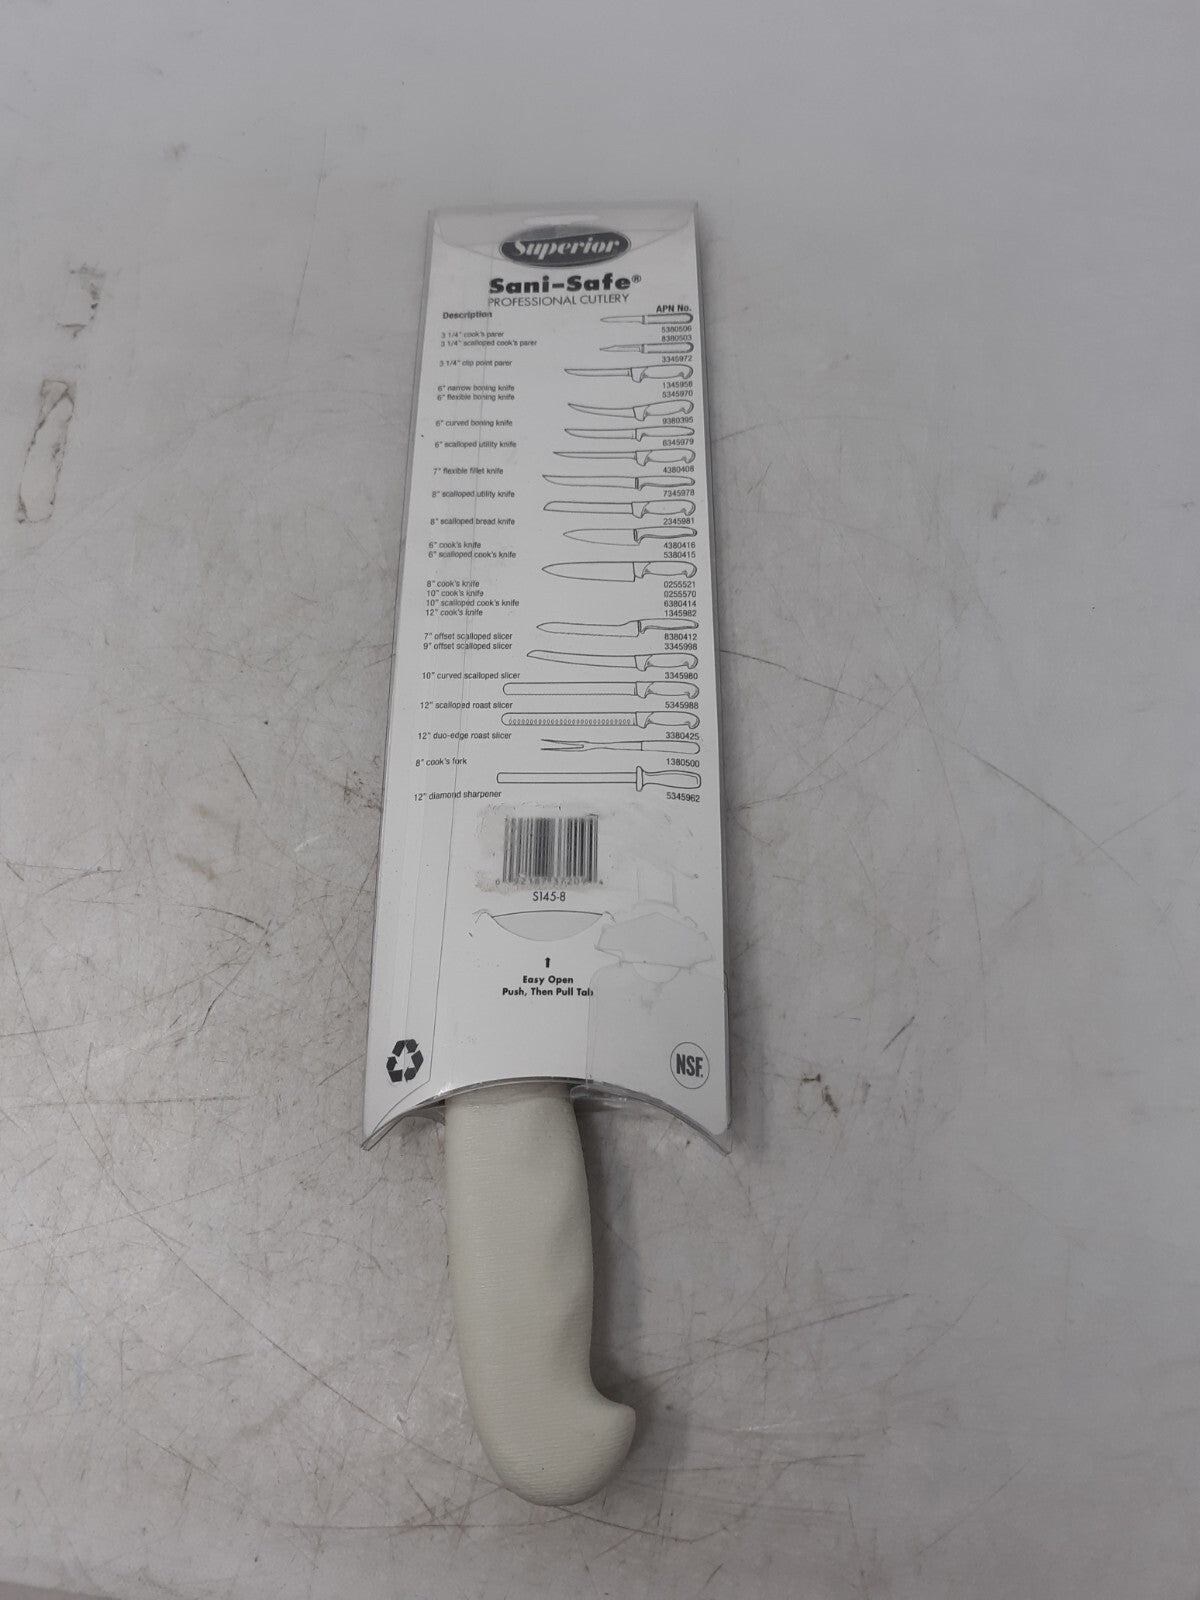 Superior
Sani-Safe®
PROFESSIONAL CUTLERY
Description APN No.
3 1/4" cook's parer 5380506
3 1/4" scalloped cook's parer 8380503
3 1/4" clip point parer 3345972
6" narrow boning knife 1345958
6" flexible boning knife 5345970
6" curved boning knife 9380395
6" scalloped utility knife 6345979
7" flexible fillet knife 4380408
8" scalloped utility knife 7345978
8" scalloped bread knife 2345981
6" cook's knife 4380416
6" scalloped cook's knife 5380415
8" cook's knife 0255521
10" cook's knife 0255570
10" scalloped cook's knife 6380414
12" cook's knife 1345982
7" offset scalloped slicer 8380412
9" offset scalloped slicer 3345998
10" curved scalloped slicer 3345980
12" scalloped roast slicer 5345988
12" duo-edge roast slicer 3380425
8" cook's fork 1380500
12" diamond sharpener 5345962
S145-8
Easy Open
Push, Then Pull Tab
NSF.